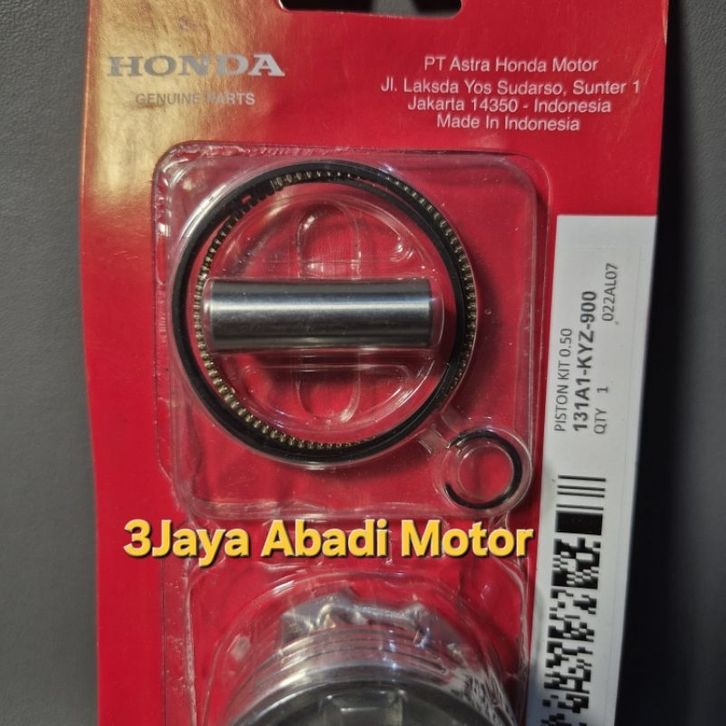 HONDA
GENUINE PARTS
PT Astra Honda Motor
Jl. Laksda Yos Sudarso, Sunter 1
Jakarta 14350 - Indonesia
Made In Indonesia
PISTON KIT 0.50
131A1-KYZ-900
QTY 1
022AL07
3Jaya Abadi Motor